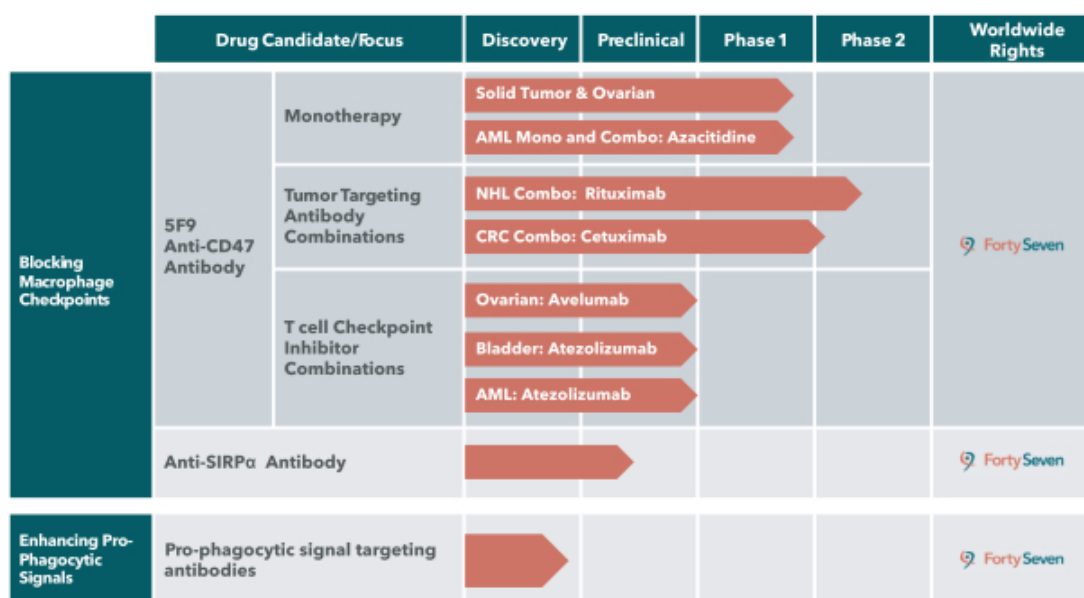 Drug Candidate/Focus
Discovery
Preclinical
Phase 1
Phase 2
Worldwide
Rights
Blocking
Macrophage
Checkpoints
5F9
Anti-CD47
Antibody
Monotherapy
Solid Tumor & Ovarian
AML Mono and Combo: Azacitidine
Tumor Targeting
Antibody
Combinations
NHL Combo: Rituximab
CRC Combo: Cetuximab
T cell Checkpoint
Inhibitor
Combinations
Ovarian: Avelumab
Bladder: Atezolizumab
AML: Atezolizumab
Forty Seven
Anti-SIRPα Antibody
Forty Seven
Enhancing Pro-
Phagocytic
Signals
Pro-phagocytic signal targeting
antibodies
Forty Seven